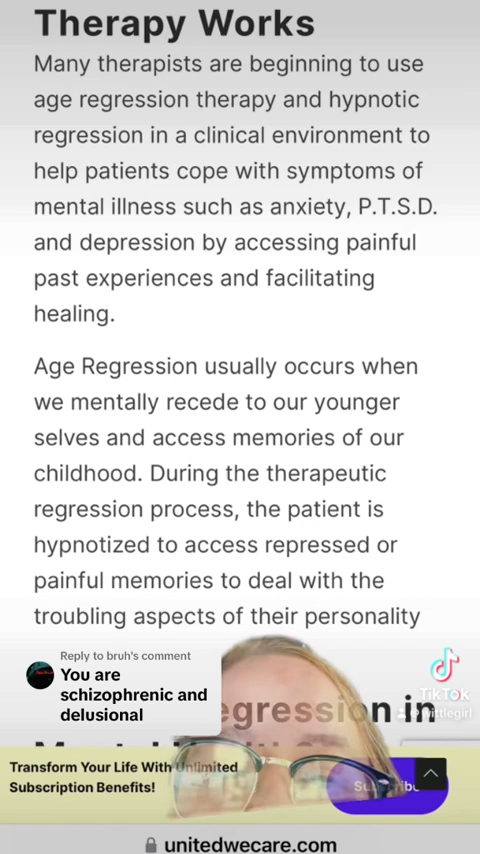 Therapy Works
Many therapists are beginning to use
age regression therapy and hypnotic
regression in a clinical environment to
help patients cope with symptoms of
mental illness such as anxiety, P.T.S.D.
and depression by accessing painful
past experiences and facilitating
healing.
Age Regression usually occurs when
we mentally recede to our younger
selves and access memories of our
childhood. During the therapeutic
regression process, the patient is
hypnotized to access repressed or
painful memories to deal with the
troubling aspects of their personality
Reply to bruh's comment
You are
schizophrenic and
delusional
TikTok
egression in
Transform Your Life With Unlimited
Subscription Benefits!
unitedwecare.com